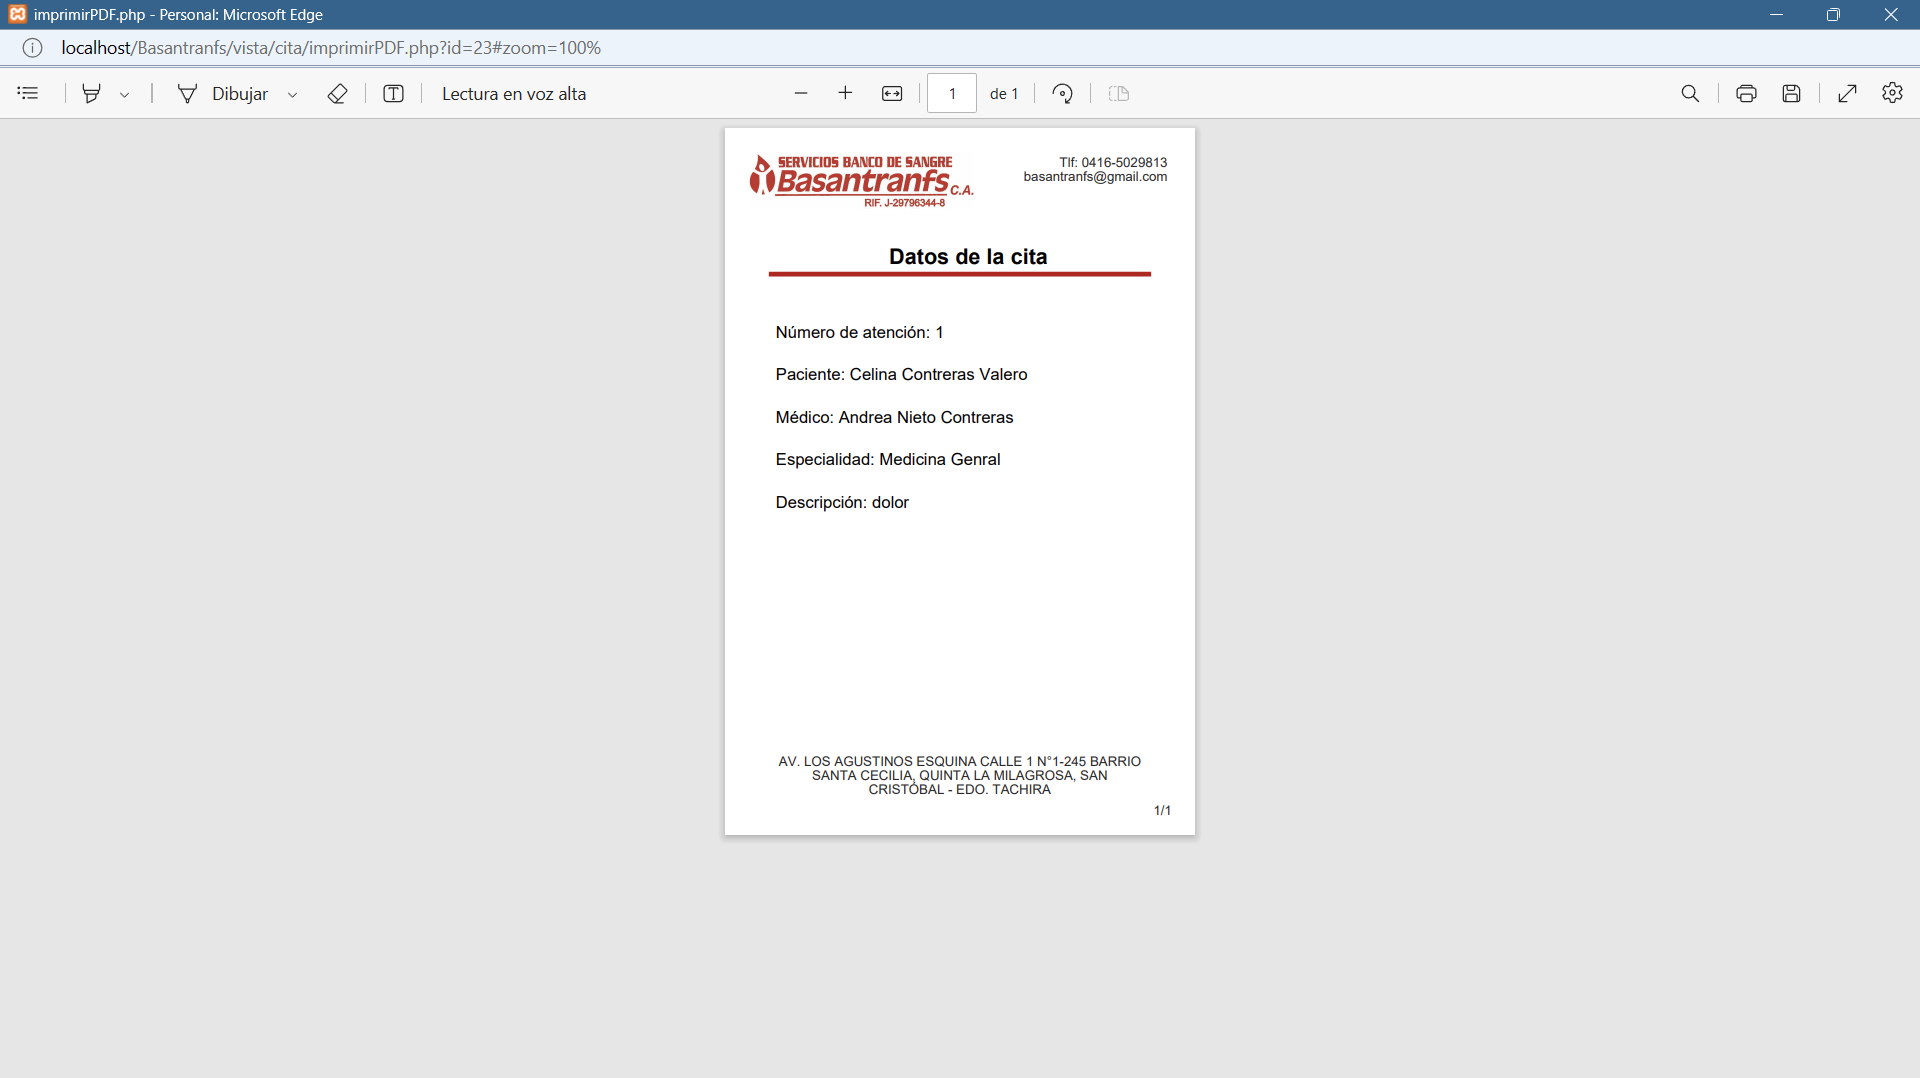 imprimirPDF.php - Personal: Microsoft Edge
localhost/Basantranfs/vista/cita/imprimirPDF.php?id=23#zoom=100%
Dibujar
Lectura en voz alta
1 de 1
SERVICIOS BANCO DE SANGRE
Basantranfs C.A.
RIF. J-29796344-8
Tlf: 0416-5029813
basantranfs@gmail.com
Datos de la cita
Número de atención: 1
Paciente: Celina Contreras Valero
Médico: Andrea Nieto Contreras
Especialidad: Medicina Genral
Descripción: dolor
AV. LOS AGUSTINOS ESQUINA CALLE 1 N°1-245 BARRIO
SANTA CECILIA, QUINTA LA MILAGROSA, SAN
CRISTÓBAL - EDO. TACHIRA
1/1